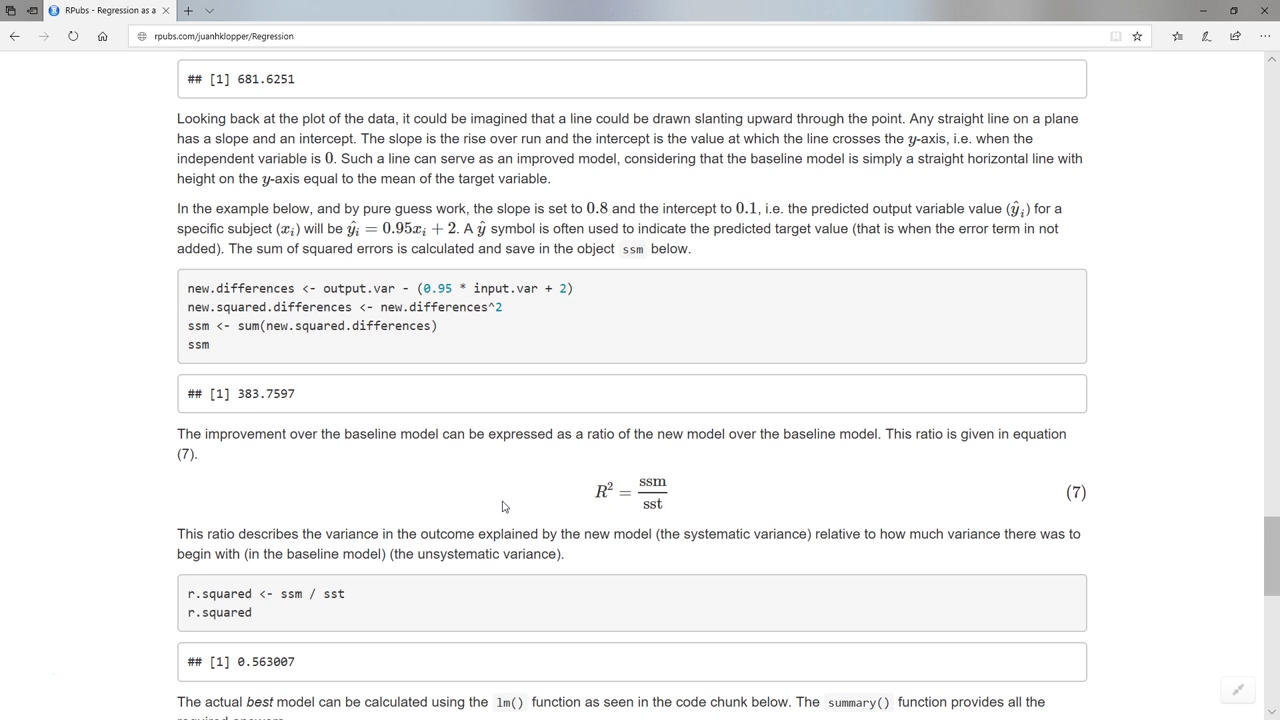 RPubs - Regression as a
rpubs.com/juanhklopper/Regression
## [1] 681.6251
Looking back at the plot of the data, it could be imagined that a line could be drawn slanting upward through the point. Any straight line on a plane
has a slope and an intercept. The slope is the rise over run and the intercept is the value at which the line crosses the y-axis, i.e. when the
independent variable is 0. Such a line can serve as an improved model, considering that the baseline model is simply a straight horizontal line with
height on the y-axis equal to the mean of the target variable.
In the example below, and by pure guess work, the slope is set to 0.8 and the intercept to 0.1, i.e. the predicted output variable value (ŷᵢ) for a
specific subject (xᵢ) will be ŷᵢ = 0.95xᵢ + 2. A ŷ symbol is often used to indicate the predicted target value (that is when the error term in not
added). The sum of squared errors is calculated and save in the object ssm below.
new.differences <- output.var - (0.95 * input.var + 2)
new.squared.differences <- new.differences^2
ssm <- sum(new.squared.differences)
ssm
## [1] 383.7597
The improvement over the baseline model can be expressed as a ratio of the new model over the baseline model. This ratio is given in equation
(7).
R² = ssm / sst (7)
This ratio describes the variance in the outcome explained by the new model (the systematic variance) relative to how much variance there was to
begin with (in the baseline model) (the unsystematic variance).
r.squared <- ssm / sst
r.squared
## [1] 0.563007
The actual best model can be calculated using the lm() function as seen in the code chunk below. The summary() function provides all the
required answers